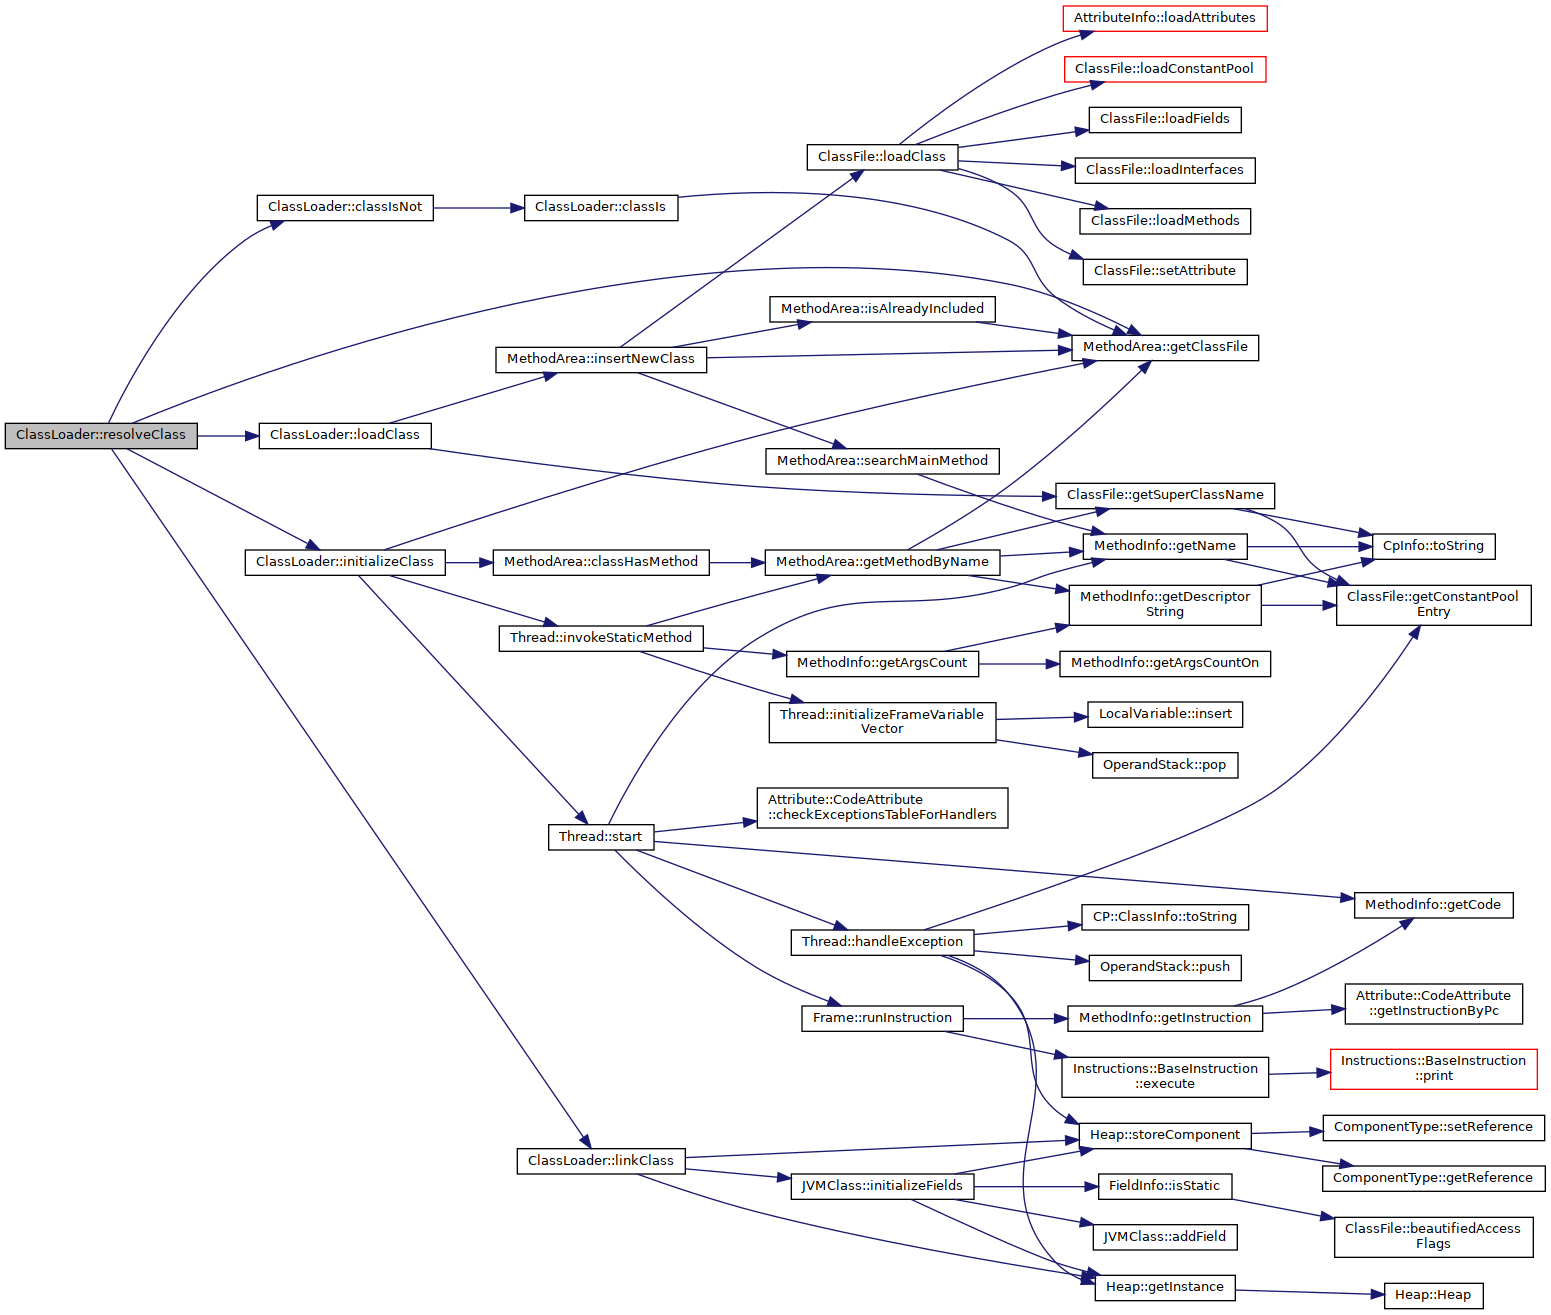 AttributeInfo::loadAttributes
ClassFile::loadConstantPool
ClassFile::loadFields
ClassFile::loadClass
ClassFile::loadInterfaces
ClassLoader::classIsNot
ClassLoader::classIs
ClassFile::loadMethods
ClassFile::setAttribute
MethodArea::isAlreadyIncluded
MethodArea::insertNewClass
MethodArea::getClassFile
ClassLoader::resolveClass
ClassLoader::loadClass
MethodArea::searchMainMethod
ClassFile::getSuperClassName
MethodInfo::getName
CpInfo::toString
ClassLoader::initializeClass
MethodArea::classHasMethod
MethodArea::getMethodByName
MethodInfo::getDescriptor
String
ClassFile::getConstantPool
Entry
Thread::invokeStaticMethod
MethodInfo::getArgsCount
MethodInfo::getArgsCountOn
Thread::initializeFrameVariable
Vector
LocalVariable::insert
OperandStack::pop
Attribute::CodeAttribute
::checkExceptionsTableForHandlers
Thread::start
MethodInfo::getCode
CP::ClassInfo::toString
Thread::handleException
OperandStack::push
Attribute::CodeAttribute
::getInstructionByPc
Frame::runInstruction
MethodInfo::getInstruction
Instructions::BaseInstruction
::execute
Instructions::BaseInstruction
::print
Heap::storeComponent
ComponentType::setReference
ClassLoader::linkClass
ComponentType::getReference
JVMClass::initializeFields
FieldInfo::isStatic
JVMClass::addField
ClassFile::beautifiedAccess
Flags
Heap::getInstance
Heap::Heap